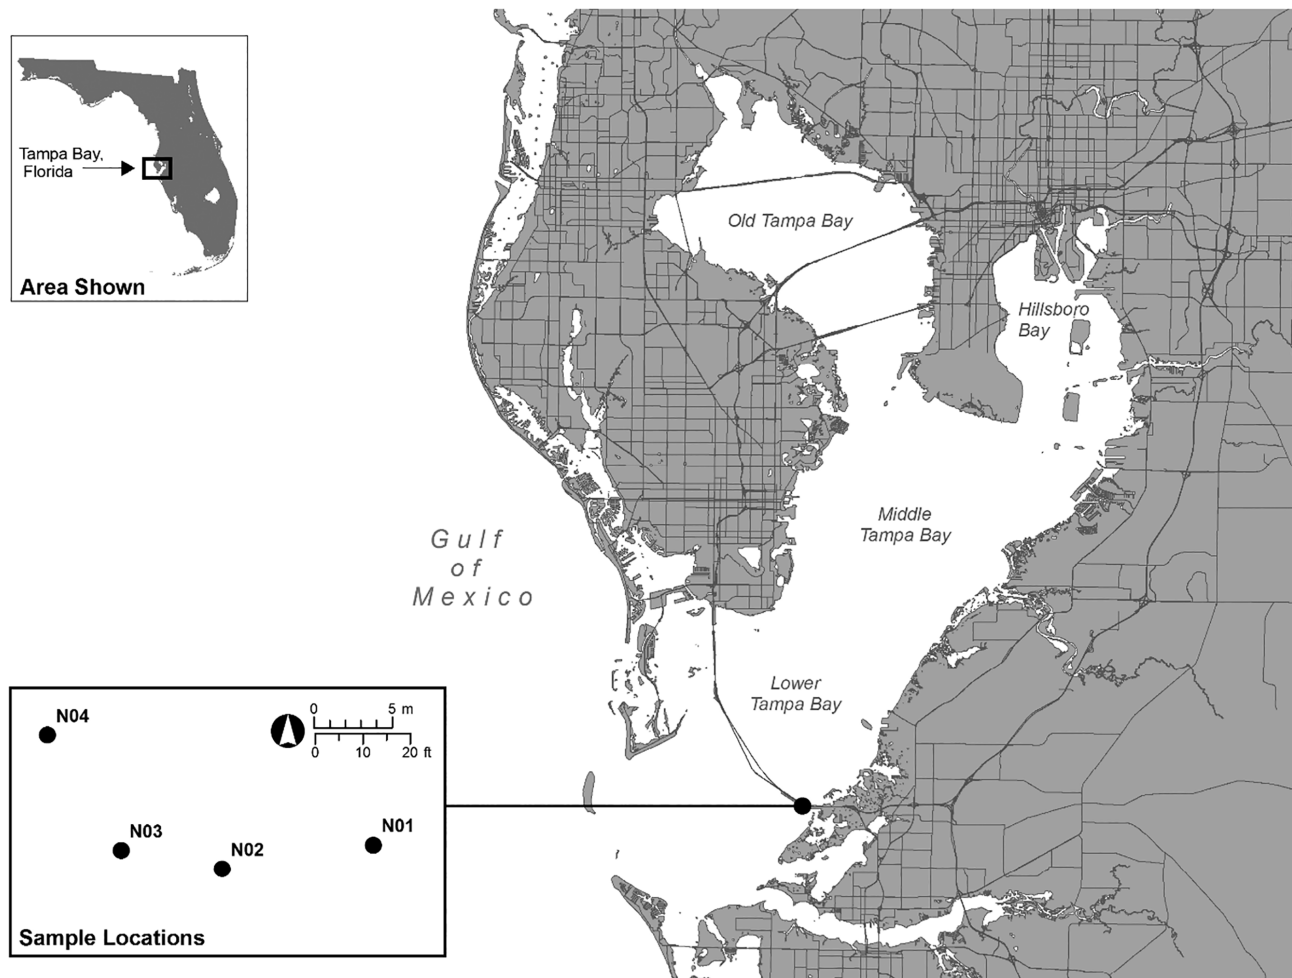 Tampa Bay,
Florida
Area Shown
Old Tampa Bay
Hillsboro
Bay
Middle
Tampa Bay
Gulf
of
Mexico
Lower
Tampa Bay
N04
0 5 m
0 10 20 ft
N03
N02
N01
Sample Locations